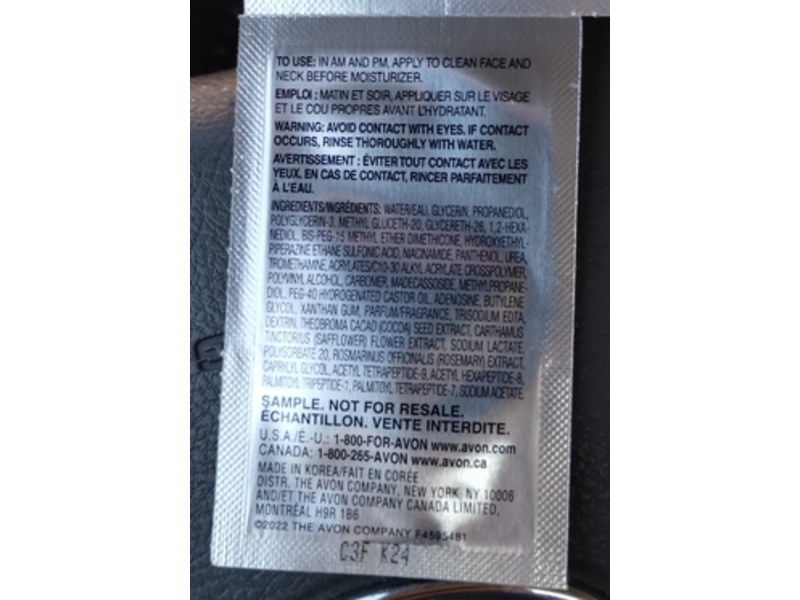 TO USE: IN AM AND PM, APPLY TO CLEAN FACE AND
NECK BEFORE MOISTURIZER.
EMPLOI : MATIN ET SOIR, APPLIQUER SUR LE VISAGE
ET LE COU PROPRES AVANT L'HYDRATANT.
WARNING: AVOID CONTACT WITH EYES. IF CONTACT
OCCURS, RINSE THOROUGHLY WITH WATER.
AVERTISSEMENT : ÉVITER TOUT CONTACT AVEC LES
YEUX. EN CAS DE CONTACT, RINCER PARFAITEMENT
À L'EAU.
INGREDIENTS/INGRÉDIENTS: WATER/EAU, GLYCERIN, PROPANEDIOL,
POLYGLYCERIN-3, METHYL GLUCETH-20, GLYCERETH-26, 1,2-HEXA-
NEDIOL, BIS-PEG-15 METHYL ETHER DIMETHICONE, HYDROXYETHYL-
PIPERAZINE ETHANE SULFONIC ACID, NIACINAMIDE, PANTHENOL, UREA,
TROMETHAMINE, ACRYLATES/C10-30 ALKYL ACRYLATE CROSSPOLYMER,
POLYVINYL ALCOHOL, CARBOMER, MADECASSOSIDE, METHYLPROPANE-
DIOL, PEG-40 HYDROGENATED CASTOR OIL, ADENOSINE, BUTYLENE
GLYCOL, XANTHAN GUM, PARFUM/FRAGRANCE, TRISODIUM EDTA,
DEXTRIN, THEOBROMA CACAO (COCOA) SEED EXTRACT, CARTHAMUS
TINCTORIUS (SAFFLOWER) FLOWER EXTRACT, SODIUM LACTATE,
POLYSORBATE 20, ROSMARINUS OFFICINALIS (ROSEMARY) EXTRACT,
CAPRYLYL GLYCOL, ACETYL TETRAPEPTIDE-9, ACETYL HEXAPEPTIDE-8,
PALMITOYL TRIPEPTIDE-1, PALMITOYL TETRAPEPTIDE-7, SODIUM ACETATE.
SAMPLE. NOT FOR RESALE.
ÉCHANTILLON. VENTE INTERDITE.
U.S.A./É.-U.: 1-800-FOR-AVON www.avon.com
CANADA: 1-800-265-AVON www.avon.ca
MADE IN KOREA/FAIT EN CORÉE
DISTR. THE AVON COMPANY, NEW YORK, NY 10006
AND/ET THE AVON COMPANY CANADA LIMITED,
MONTRÉAL H9R 1B6
©2022 THE AVON COMPANY F4595481
C3F K24